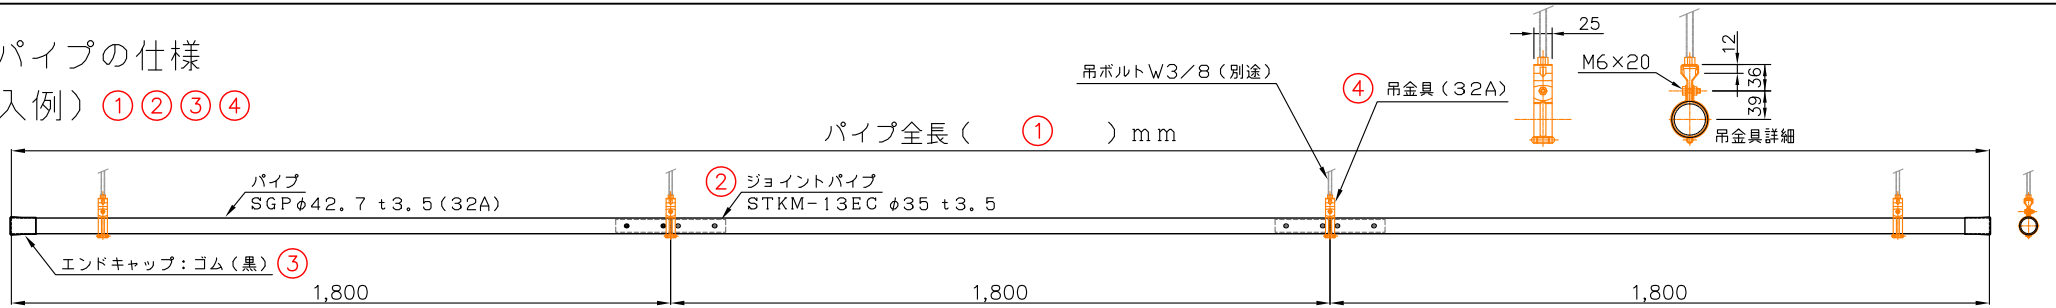 パイプの仕様
入例) ① ② ③ ④
吊ボルトW3/8(別途)
④ 吊金具(32A)
25
M6×20
12
36
39
吊金具詳細
パイプ全長( ① )mm
パイプ
SGPφ42.7 t3.5(32A)
② ジョイントパイプ
STKM-13EC φ35 t3.5
エンドキャップ:ゴム(黒) ③
1,800
1,800
1,800